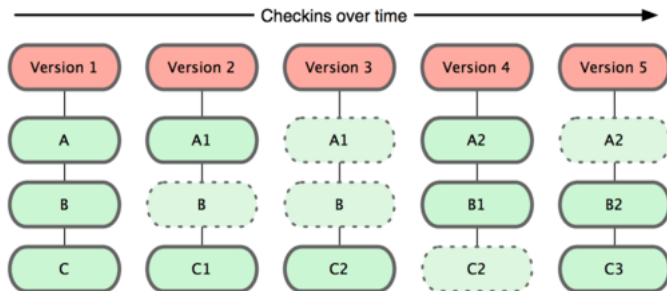 Checkins over time
Version 1 Version 2 Version 3 Version 4 Version 5
A A1 A1 A2 A2
B B B B1 B2
C C1 C2 C2 C3